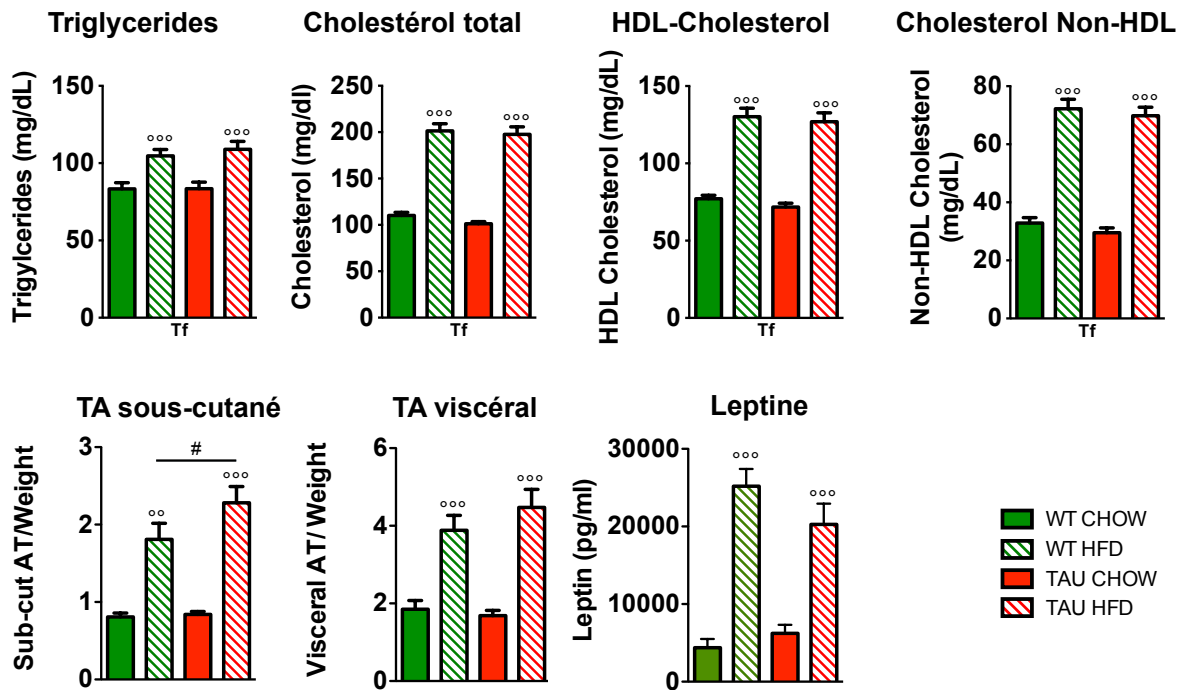 Triglycerides
Cholestérol total
HDL-Cholesterol
Cholesterol Non-HDL
Trigylcerides (mg/dL)
150
100
50
0
°°°
°°°
Tf
Cholesterol (mg/dl)
250
200
150
100
50
0
°°°
°°°
Tf
HDL Cholesterol (mg/dL)
150
100
50
0
°°°
°°°
Tf
Non-HDL Cholesterol
(mg/dL)
80
60
40
20
0
°°°
°°°
Tf
TA sous-cutané
TA viscéral
Leptine
Sub-cut AT/Weight
3
2
1
0
#
°°
°°°
Visceral AT/ Weight
6
4
2
0
°°°
°°°
Leptin (pg/ml)
30000
20000
10000
0
°°°
°°°
WT CHOW
WT HFD
TAU CHOW
TAU HFD